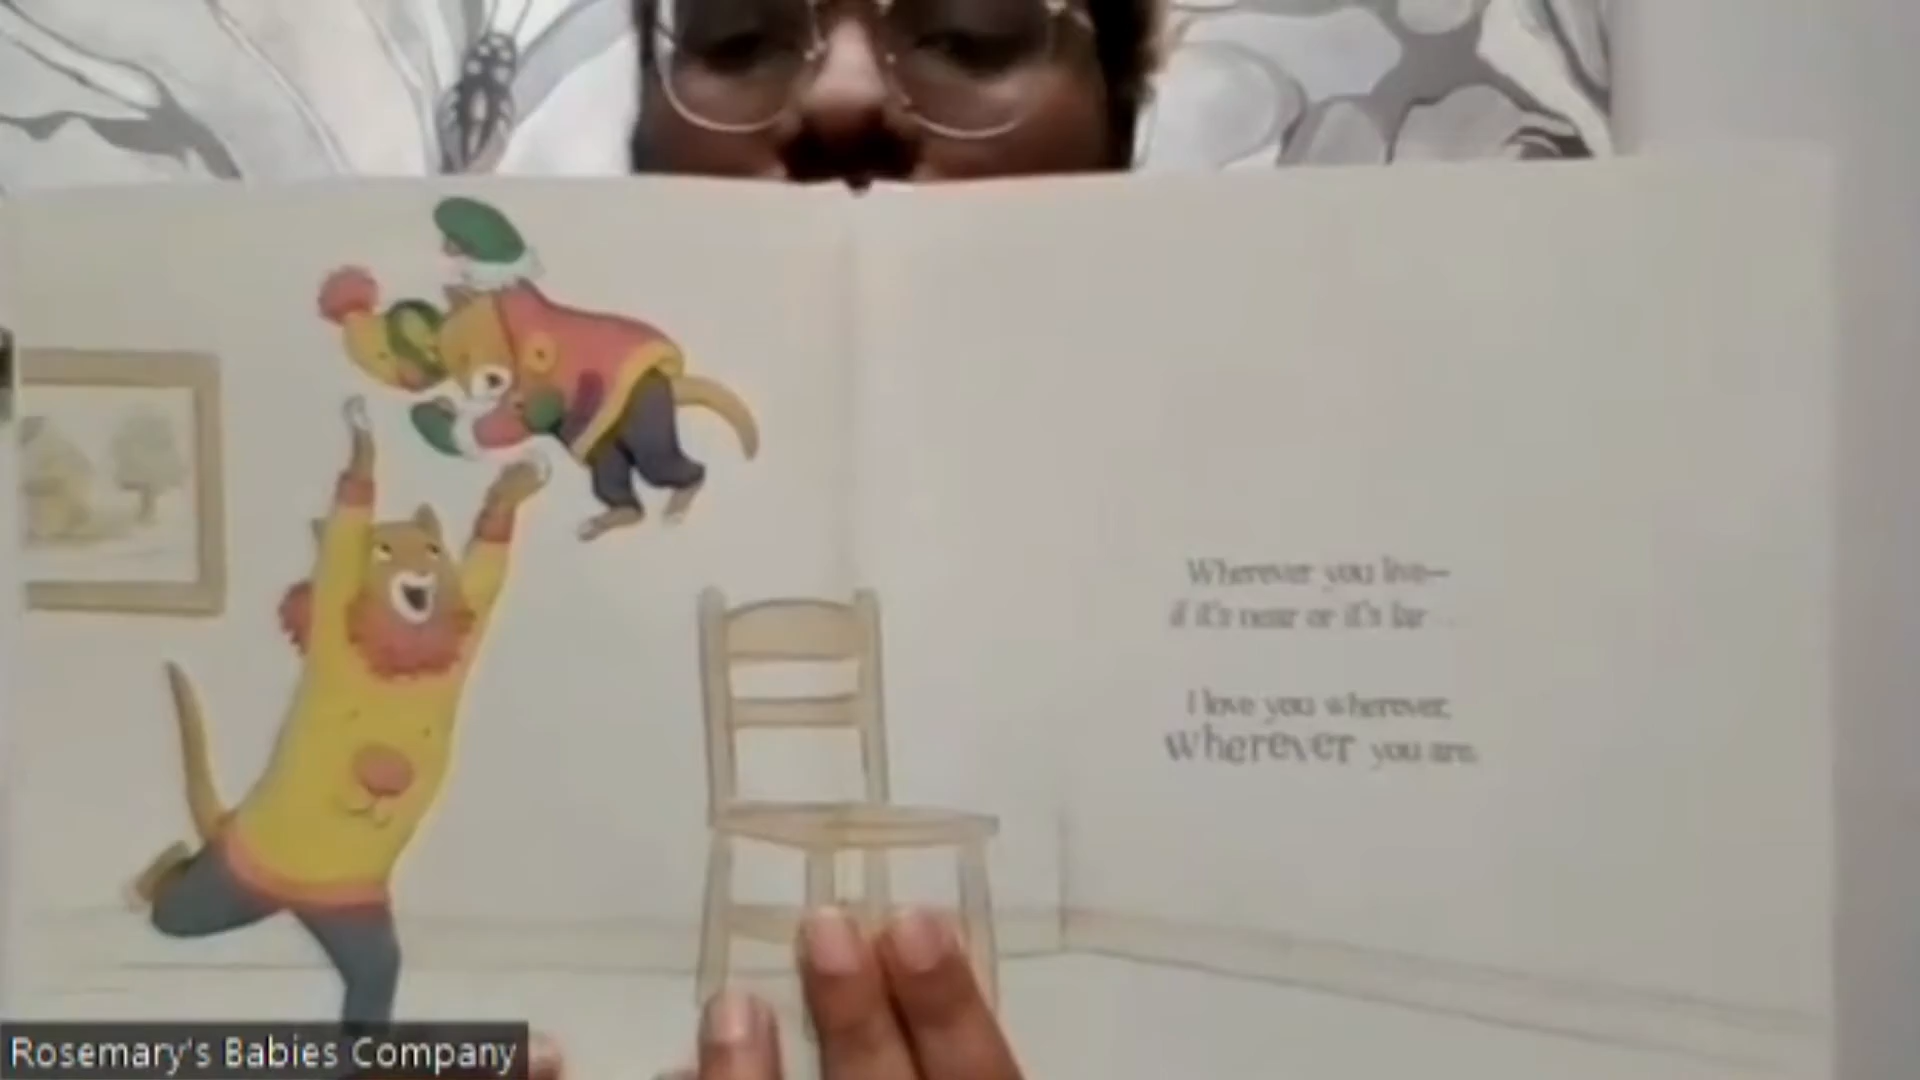 Wherever you live—
if it's near or it's far
I love you wherever,
Wherever you are.
Rosemary's Babies Company